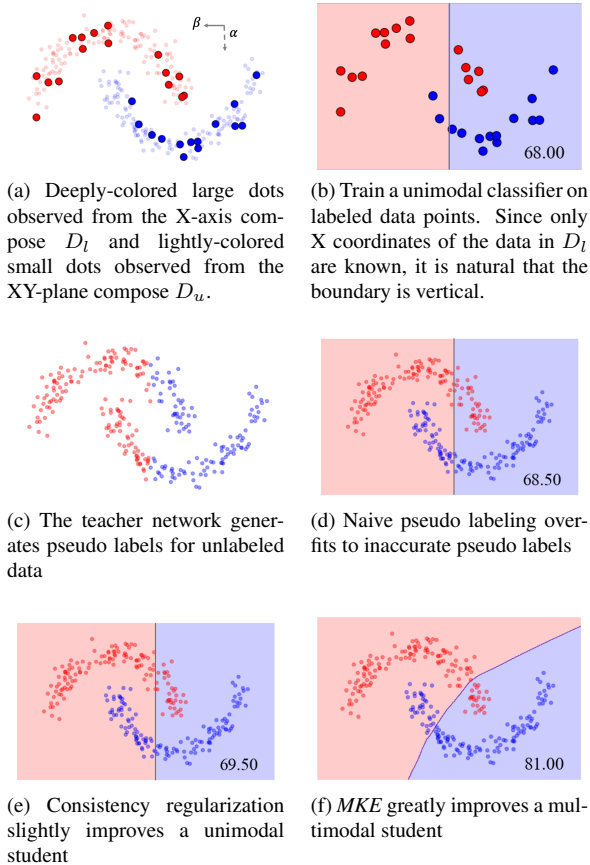 β
α
68.00
(a) Deeply-colored large dots
observed from the X-axis com-
pose D_l and lightly-colored
small dots observed from the
XY-plane compose D_u.
(b) Train a unimodal classifier on
labeled data points. Since only
X coordinates of the data in D_l
are known, it is natural that the
boundary is vertical.
68.50
(c) The teacher network gener-
ates pseudo labels for unlabeled
data
(d) Naive pseudo labeling over-
fits to inaccurate pseudo labels
69.50
81.00
(e) Consistency regularization
slightly improves a unimodal
student
(f) MKE greatly improves a mul-
timodal student